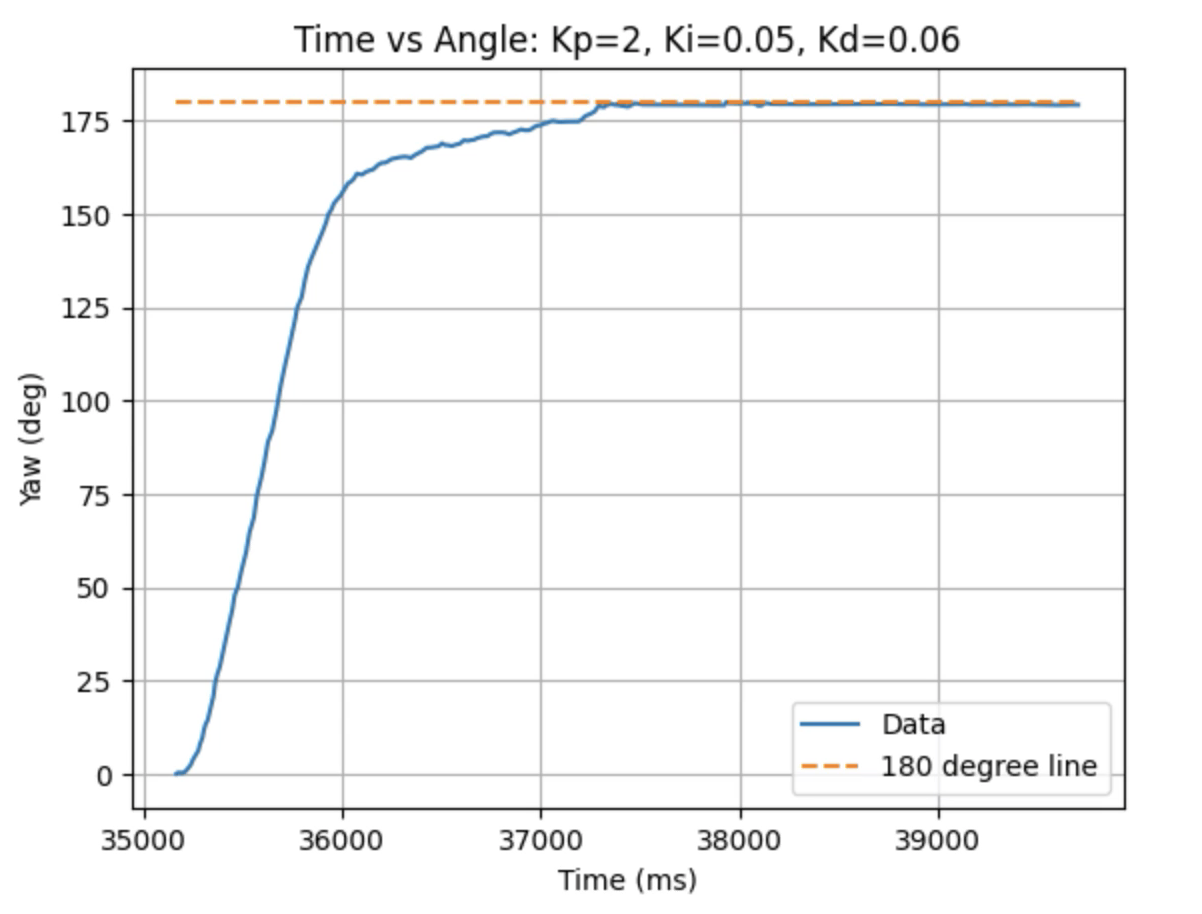 Time vs Angle: Kp=2, Ki=0.05, Kd=0.06
175
150
125
100
75
50
25
0
Yaw (deg)
Data
180 degree line
35000 36000 37000 38000 39000
Time (ms)